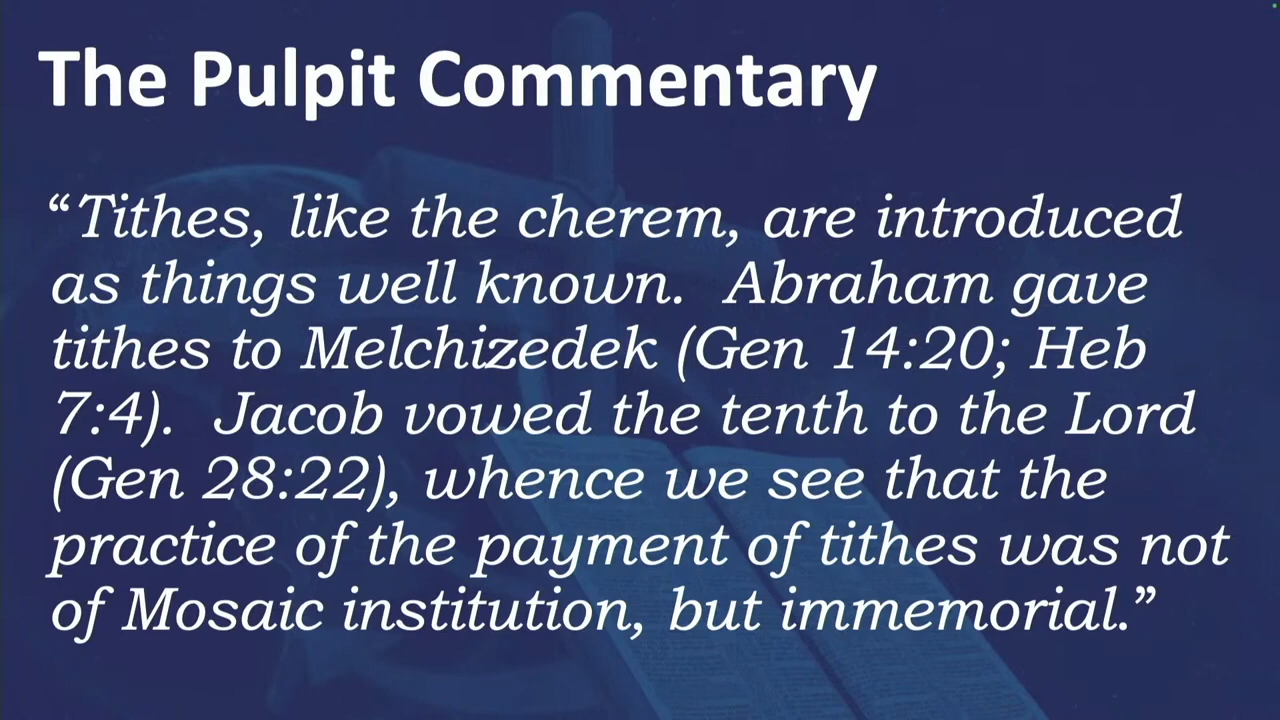 The Pulpit Commentary
“Tithes, like the cherem, are introduced
as things well known.  Abraham gave
tithes to Melchizedek (Gen 14:20; Heb
7:4).  Jacob vowed the tenth to the Lord
(Gen 28:22), whence we see that the
practice of the payment of tithes was not
of Mosaic institution, but immemorial.”